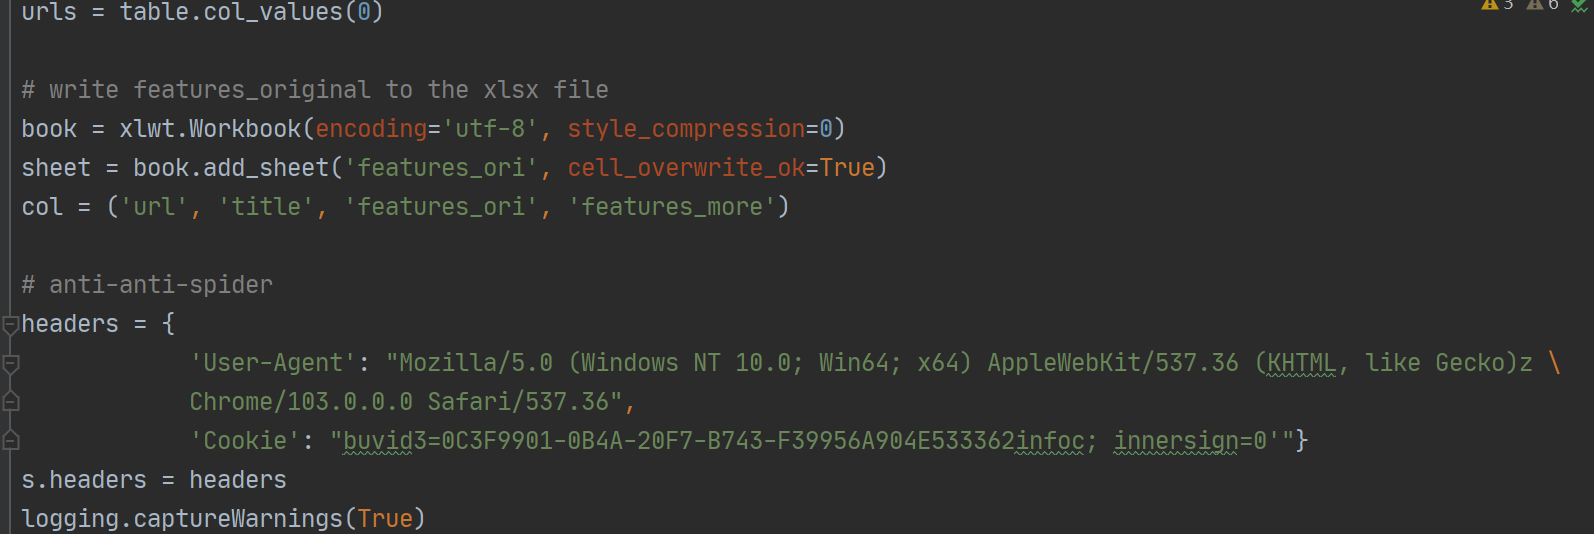 urls = table.col_values(0)
3 6
# write features_original to the xlsx file
book = xlwt.Workbook(encoding='utf-8', style_compression=0)
sheet = book.add_sheet('features_ori', cell_overwrite_ok=True)
col = ('url', 'title', 'features_ori', 'features_more')
# anti-anti-spider
headers = {
'User-Agent': "Mozilla/5.0 (Windows NT 10.0; Win64; x64) AppleWebKit/537.36 (KHTML, like Gecko)z \
Chrome/103.0.0.0 Safari/537.36",
'Cookie': "buvid3=0C3F9901-0B4A-20F7-B743-F39956A904E533362infoc; innersign=0'"}
s.headers = headers
logging.captureWarnings(True)